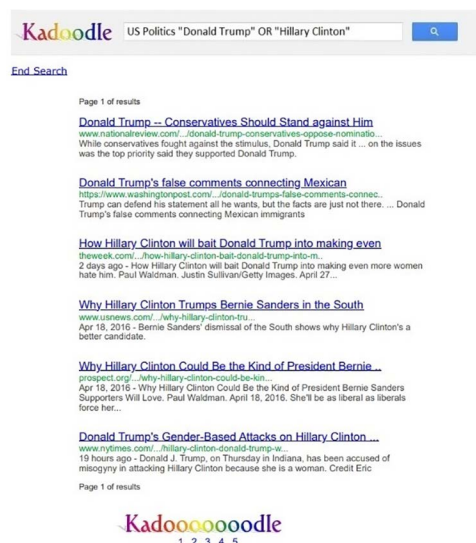 Kadoodle US Politics "Donald Trump" OR "Hillary Clinton"
End Search
Page 1 of results
Donald Trump -- Conservatives Should Stand against Him
www.nationalreview.com/.../donald-trump-conservatives-oppose-nominatio...
While conservatives fought against the stimulus, Donald Trump said it ... on the issues
was the top priority said they supported Donald Trump.
Donald Trump's false comments connecting Mexican
https://www.washingtonpost.com/.../donald-trumps-false-comments-connec..
Trump can defend his statement all he wants, but the facts are just not there. ... Donald
Trump's false comments connecting Mexican immigrants
How Hillary Clinton will bait Donald Trump into making even
theweek.com/.../how-hillary-clinton-bait-donald-trump-into-m..
2 days ago - How Hillary Clinton will bait Donald Trump into making even more women
hate him. Paul Waldman. Justin Sullivan/Getty Images. April 27...
Why Hillary Clinton Trumps Bernie Sanders in the South
www.usnews.com/.../why-hillary-clinton-tru...
Apr 18, 2016 - Bernie Sanders' dismissal of the South shows why Hillary Clinton's a
better candidate.
Why Hillary Clinton Could Be the Kind of President Bernie ..
prospect.org/.../why-hillary-clinton-could-be-kin...
Apr 18, 2016 - Why Hillary Clinton Could Be the Kind of President Bernie Sanders
Supporters Will Love. Paul Waldman. April 18, 2016. She'll be as liberal as liberals
force her...
Donald Trump's Gender-Based Attacks on Hillary Clinton ...
www.nytimes.com/.../hillary-clinton-donald-trump-w...
19 hours ago - Donald J. Trump, on Thursday in Indiana, has been accused of
misogyny in attacking Hillary Clinton because she is a woman. Credit Eric
Page 1 of results
Kadooooooodle
1 2 3 4 5